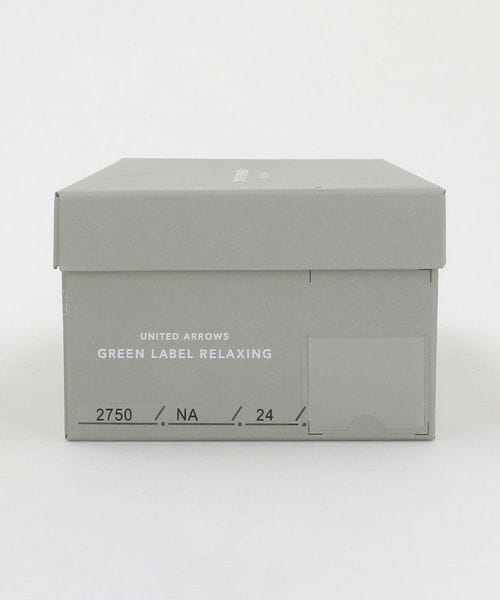 UNITED ARROWS
GREEN LABEL RELAXING
2750 / NA / 24 /